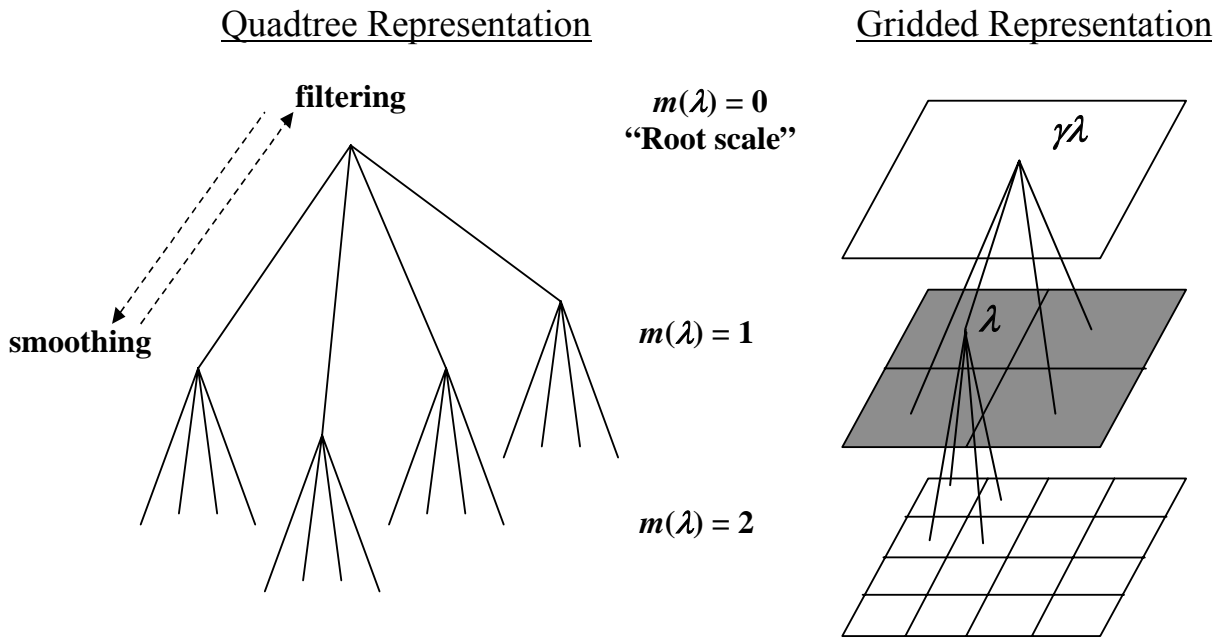 Quadtree Representation
Gridded Representation
filtering
m(λ) = 0
“Root scale”
γλ
smoothing
m(λ) = 1
λ
m(λ) = 2